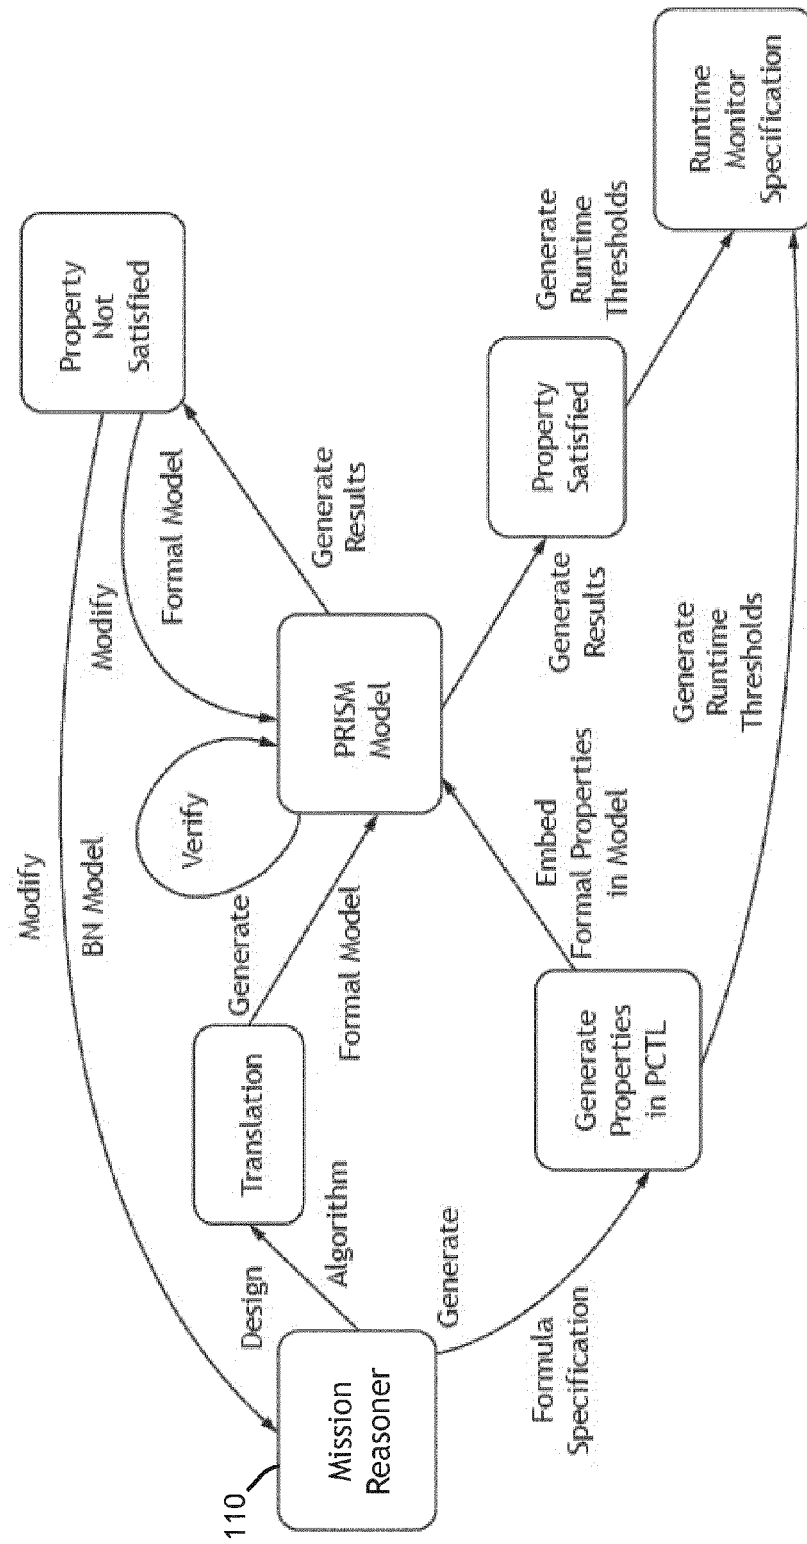 110
Mission
Reasoner
Design
Algorithm
Generate
Formula
Specification
Translation
Generate
Formal Model
Generate
Properties
in PCTL
Embed
Formal Properties
in Model
Verify
PRISM
Model
Modify
BN Model
Modify
Formal Model
Generate
Results
Generate
Results
Property
Not
Satisfied
Property
Satisfied
Generate
Runtime
Thresholds
Generate
Runtime
Thresholds
Runtime
Monitor
Specification